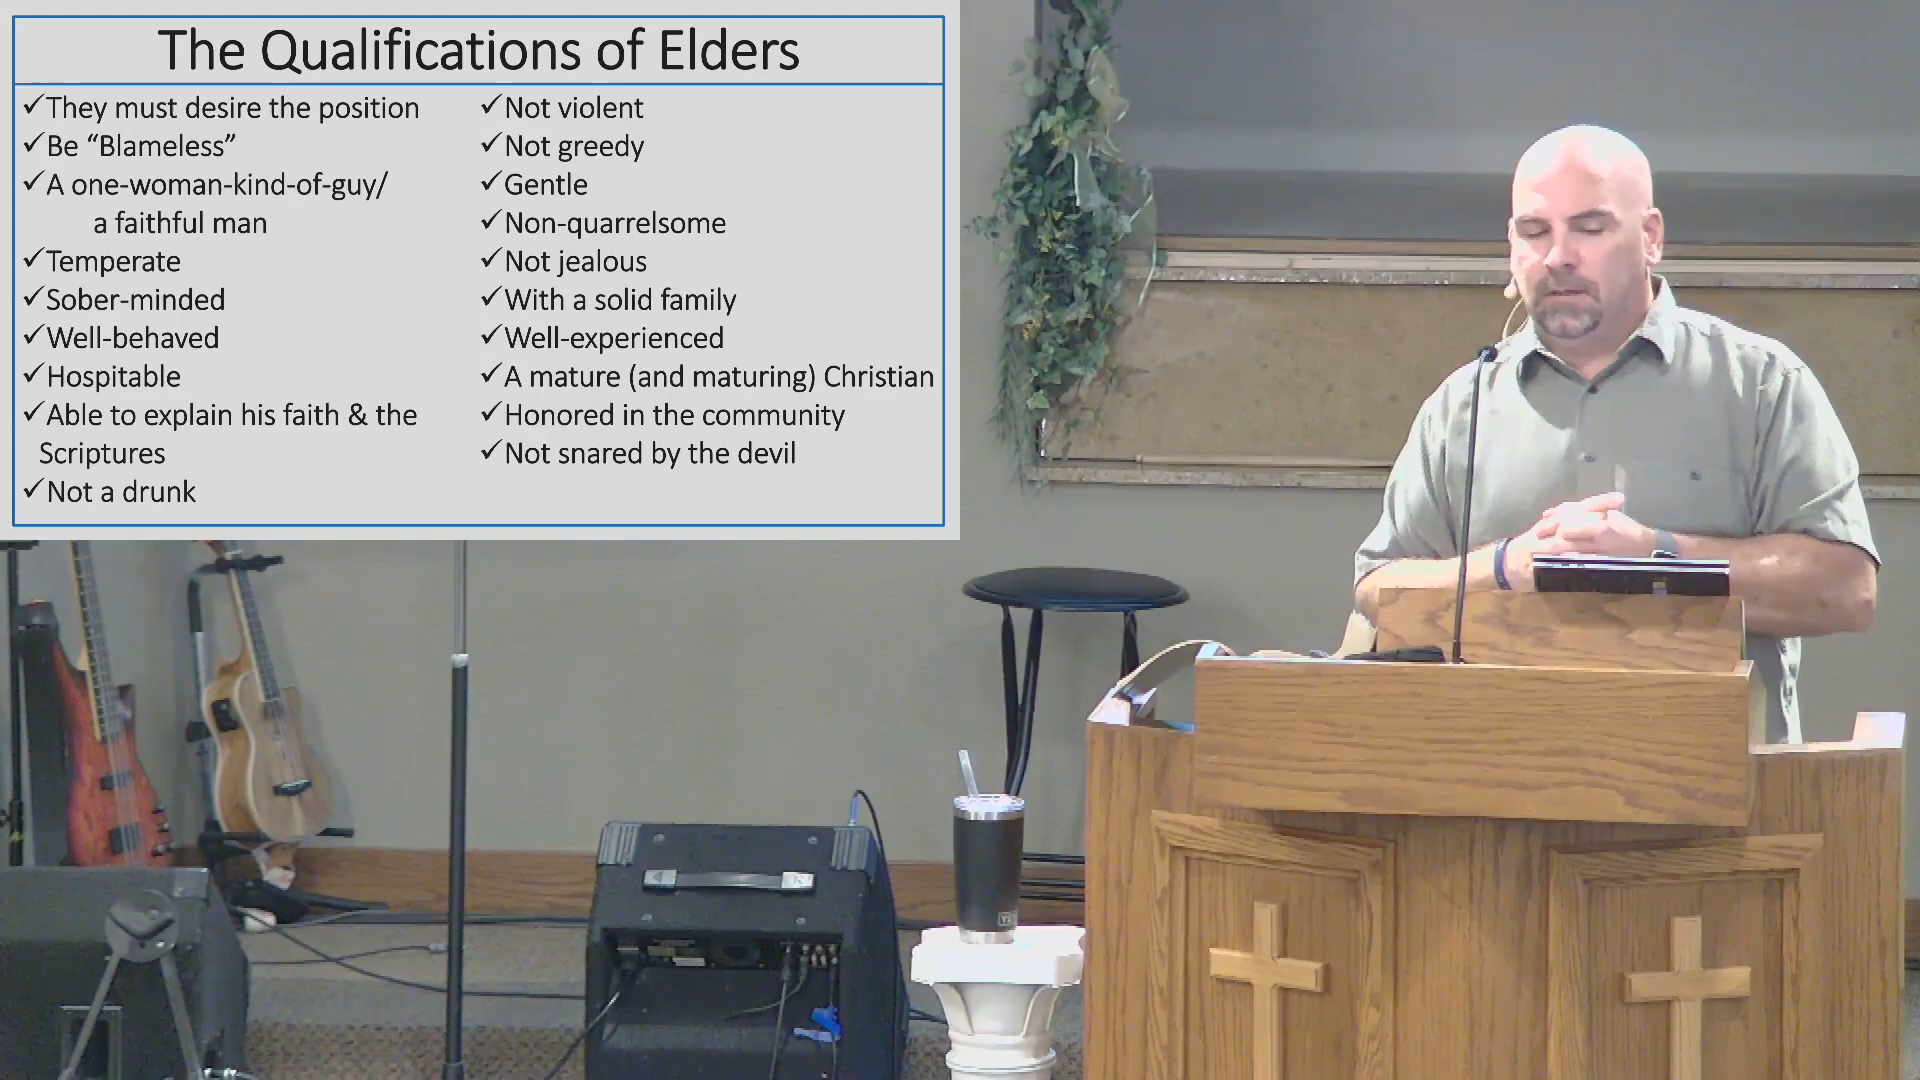 The Qualifications of Elders
✓They must desire the position
✓Be “Blameless”
✓A one-woman-kind-of-guy/
a faithful man
✓Temperate
✓Sober-minded
✓Well-behaved
✓Hospitable
✓Able to explain his faith & the
Scriptures
✓Not a drunk
✓Not violent
✓Not greedy
✓Gentle
✓Non-quarrelsome
✓Not jealous
✓With a solid family
✓Well-experienced
✓A mature (and maturing) Christian
✓Honored in the community
✓Not snared by the devil